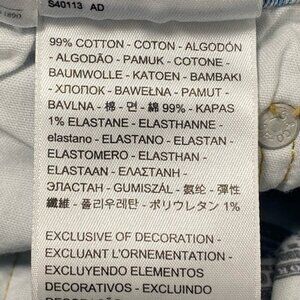 S40113 AD
99% COTTON - COTON - ALGODÓN
- ALGODÃO - PAMUK - COTONE -
BAUMWOLLE - KATOEN - BAMBAKI
- ХЛОПОК - BAWEŁNA - PAMUT -
BAVLNA - 棉 - 면 - 綿 99% - KAPAS
1% ELASTANE - ELASTHANNE -
elastano - ELASTANO - ELASTAN -
ELASTOMERO - ELASTHAN -
ELASTAAN - ΕΛΑΣΤΑΝΗ -
ЭЛАСТАН - GUMISZÁL - 氨纶 - 彈性
纖維 - 폴리우레탄 - ポリウレタン 1%
EXCLUSIVE OF DECORATION -
EXCLUANT L'ORNEMENTATION -
EXCLUYENDO ELEMENTOS
DECORATIVOS - EXCLUINDO